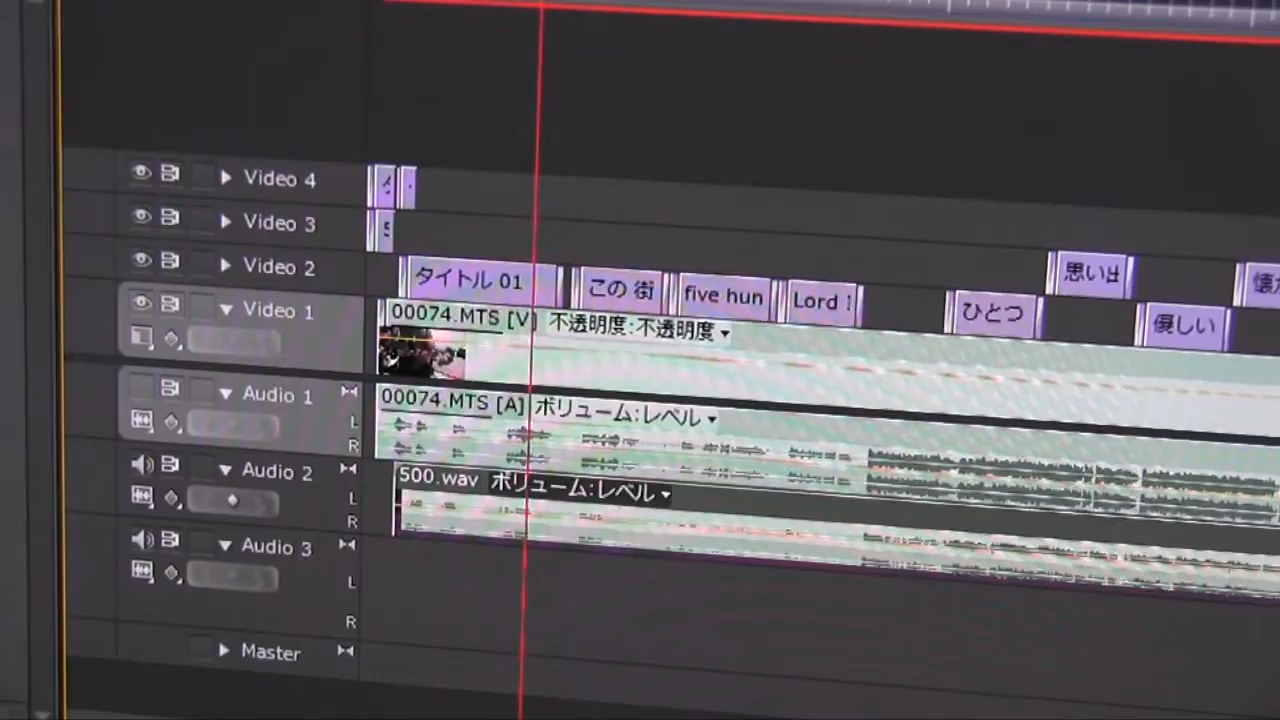 Video 4
Video 3
Video 2
タイトル 01
この 街
five hun
Lord
ひとつ
思い出
優しい
Video 1
00074.MTS [V] 不透明度:不透明度
Audio 1
00074.MTS [A] ボリューム:レベル
L
R
Audio 2
500.wav ボリューム:レベル
L
R
Audio 3
L
R
Master